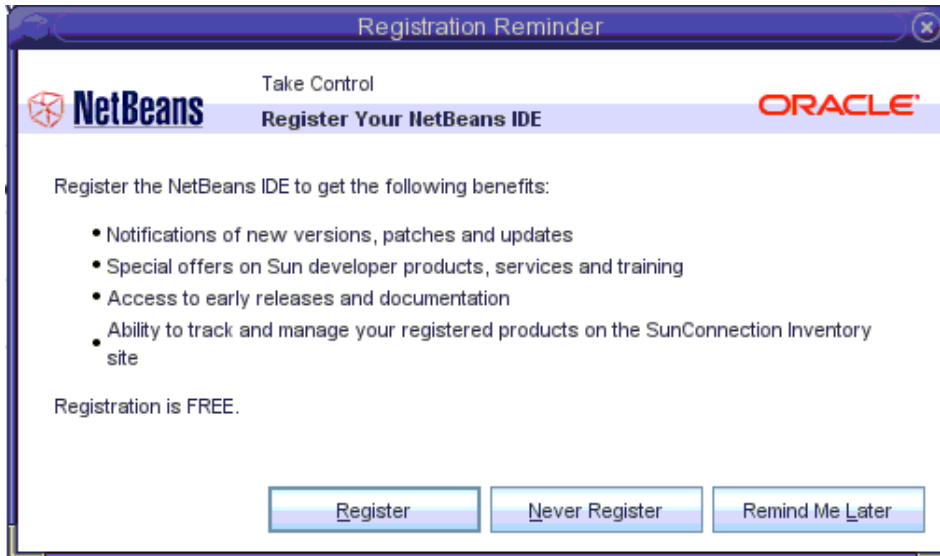 Registration Reminder
Take Control
NetBeans
Register Your NetBeans IDE
ORACLE
Register the NetBeans IDE to get the following benefits:
• Notifications of new versions, patches and updates
• Special offers on Sun developer products, services and training
• Access to early releases and documentation
• Ability to track and manage your registered products on the SunConnection Inventory
site
Registration is FREE.
Register
Never Register
Remind Me Later